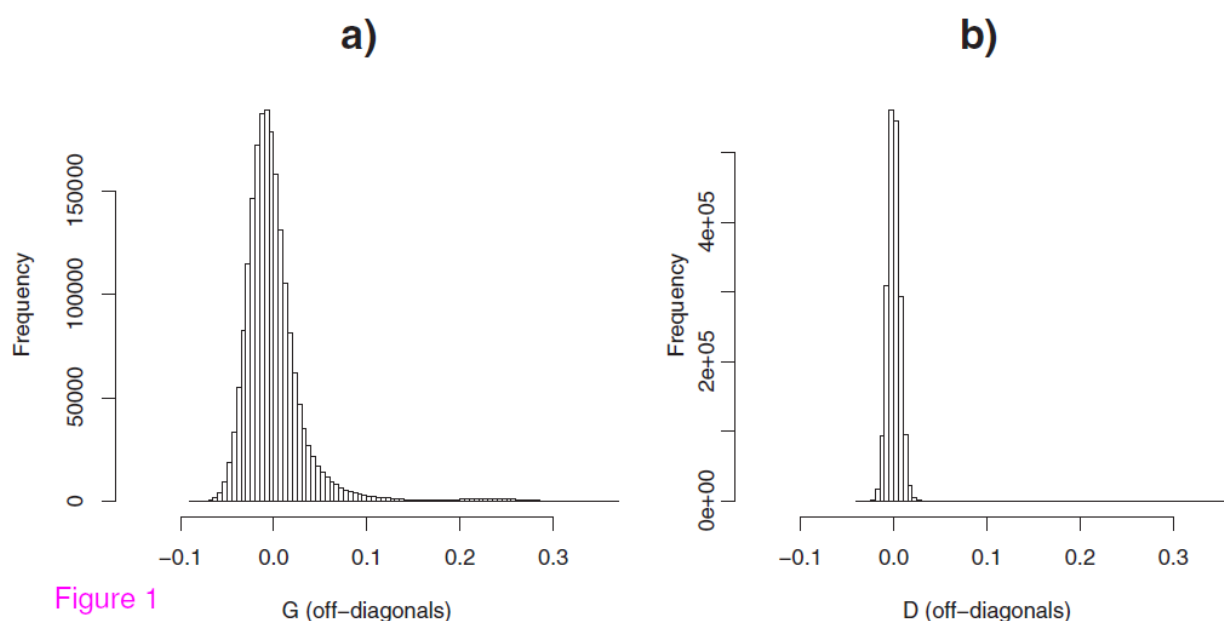 a)
b)
Frequency
0
50000
100000
150000
−0.1 0.0 0.1 0.2 0.3
G (off−diagonals)
Frequency
0e+00
2e+05
4e+05
−0.1 0.0 0.1 0.2 0.3
D (off−diagonals)
Figure 1